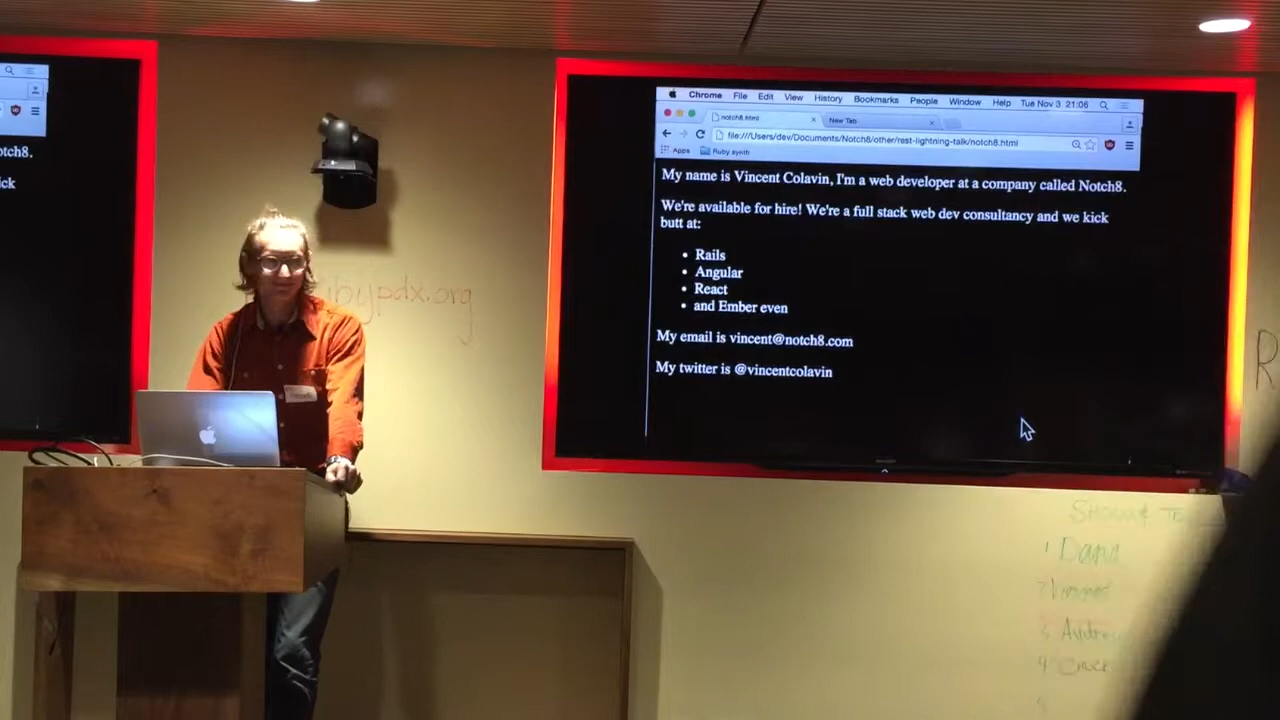 otch8.
ick
Chrome File Edit View History Bookmarks People Window Help Tue Nov 3 21:06
notch8.html New Tab
file:///Users/dev/Documents/Notch8/other/rest-lightning-talk/notch8.html
Apps Ruby synth
My name is Vincent Colavin, I'm a web developer at a company called Notch8.
We're available for hire! We're a full stack web dev consultancy and we kick
butt at:
• Rails
• Angular
• React
• and Ember even
My email is vincent@notch8.com
My twitter is @vincentcolavin
ubypdx.org
R
1 Dana